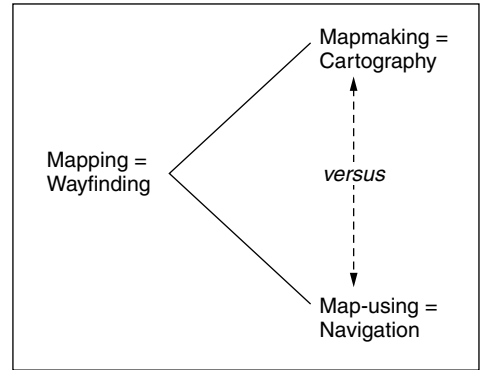 Mapmaking =
Cartography
Mapping =
Wayfinding
versus
Map-using =
Navigation